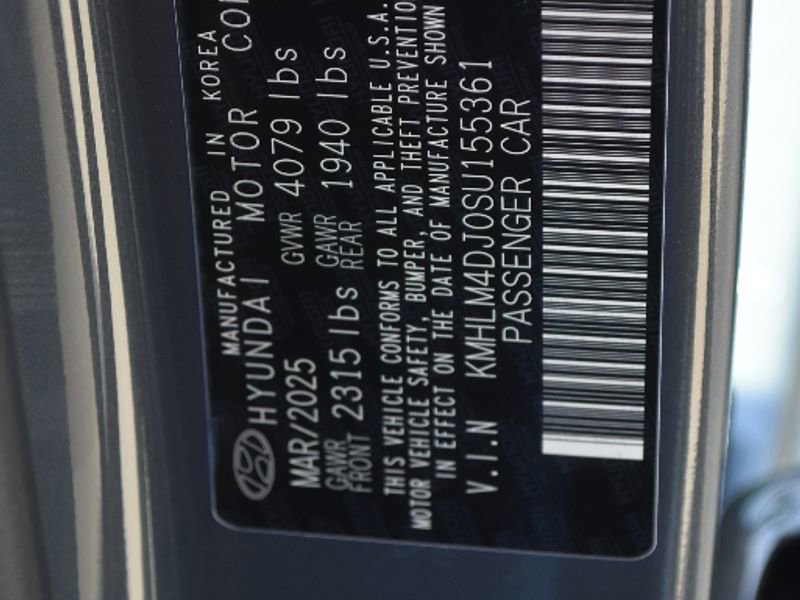 MANUFACTURED IN KOREA
HYUNDAI MOTOR
MAR/2025 GVWR 4079 lbs
GAWR FRONT 2315 lbs GAWR REAR 1940 lbs
THIS VEHICLE CONFORMS TO ALL APPLICABLE U.S.A.
MOTOR VEHICLE SAFETY, BUMPER, AND THEFT PREVENTIO
IN EFFECT ON THE DATE OF MANUFACTURE SHOWN
V.I.N KMHLM4DJ0SU155361
PASSENGER CAR